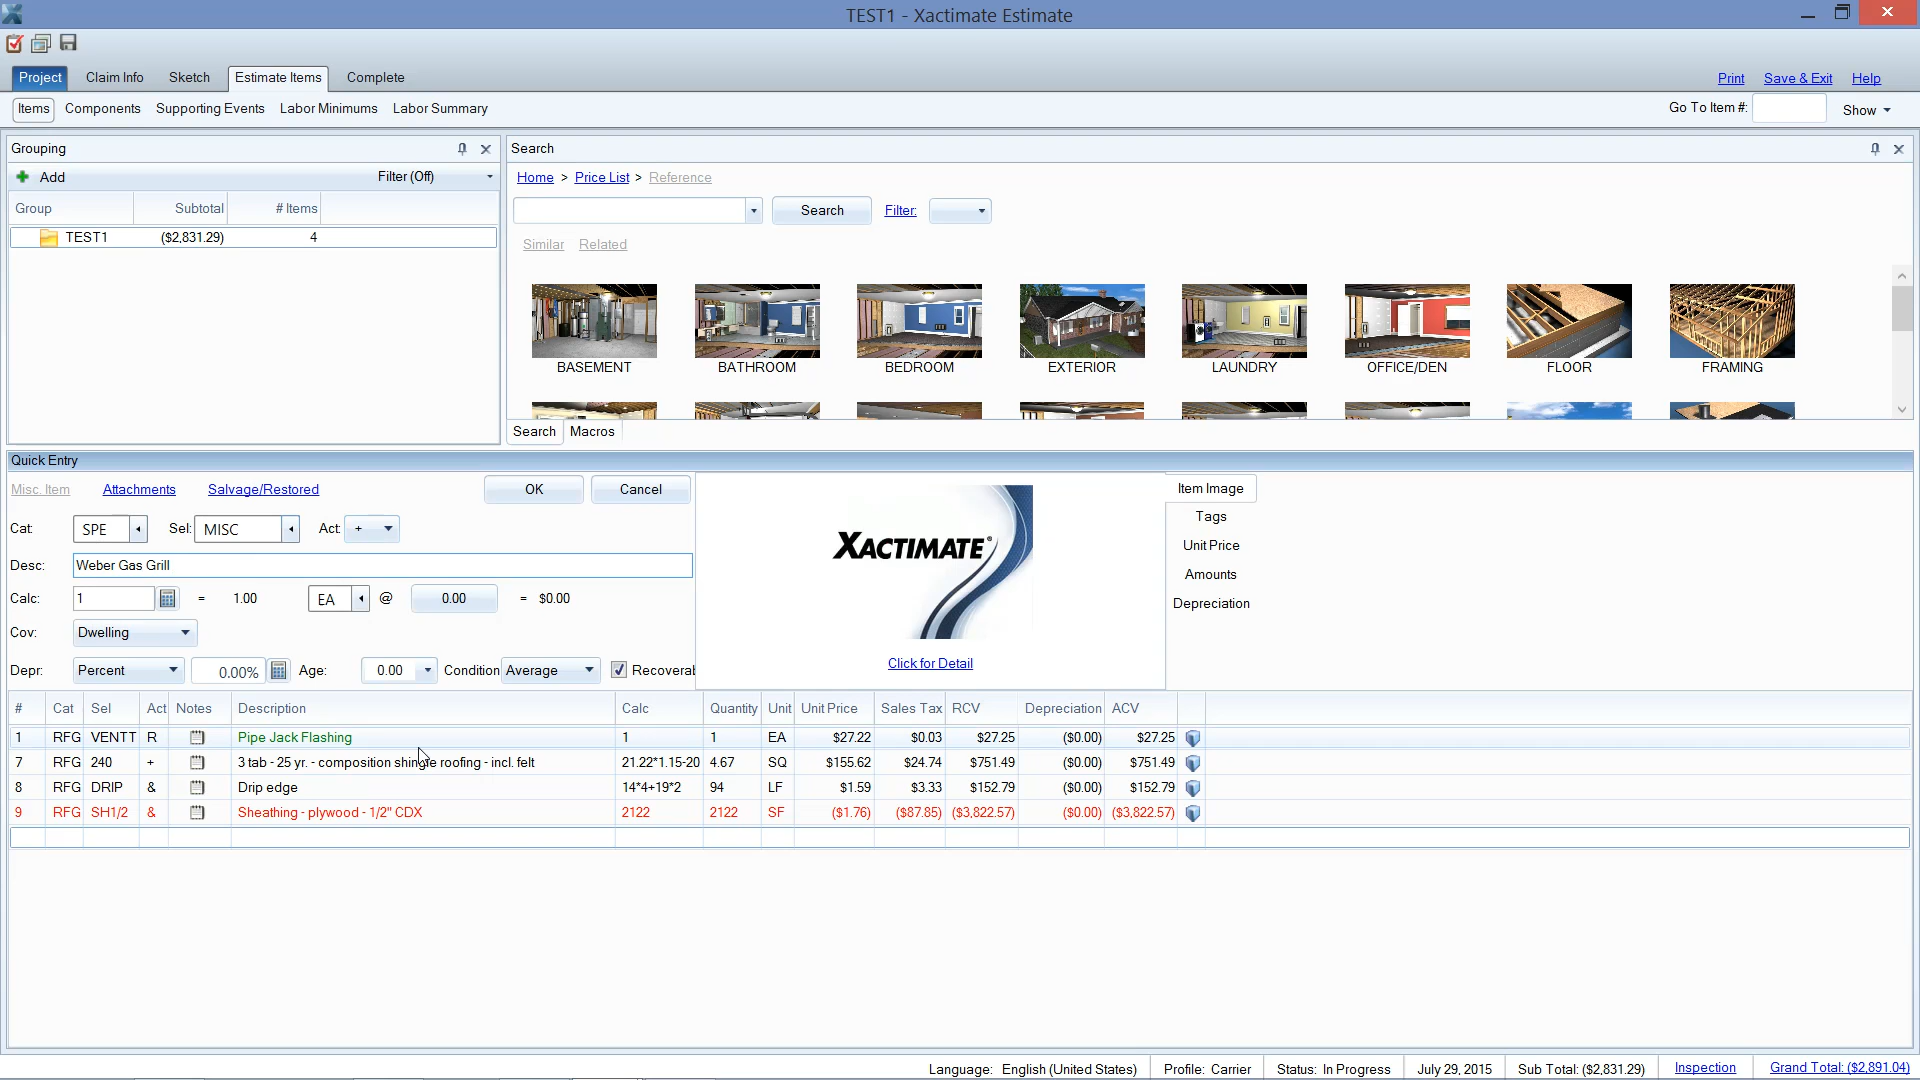 TEST1 - Xactimate Estimate
Project Claim Info Sketch Estimate Items Complete
Print Save & Exit Help
Items Components Supporting Events Labor Minimums Labor Summary
Go To Item #: Show
Grouping
Add Filter (Off)
Group Subtotal # Items
TEST1 ($2,831.29) 4
Search
Home > Price List > Reference
Search Filter:
Similar Related
BASEMENT BATHROOM BEDROOM EXTERIOR LAUNDRY OFFICE/DEN FLOOR FRAMING
Search Macros
Quick Entry
Misc. Item Attachments Salvage/Restored OK Cancel
Cat: SPE Sel: MISC Act: +
Desc: Weber Gas Grill
Calc: 1 = 1.00 EA @ 0.00 = $0.00
Cov: Dwelling
Depr: Percent 0.00% Age: 0.00 Condition Average Recoverab
XACTIMATE®
Click for Detail
Item Image
Tags
Unit Price
Amounts
Depreciation
# Cat Sel Act Notes Description Calc Quantity Unit Unit Price Sales Tax RCV Depreciation ACV
1 RFG VENTT R Pipe Jack Flashing 1 1 EA $27.22 $0.03 $27.25 ($0.00) $27.25
7 RFG 240 + 3 tab - 25 yr. - composition shingle roofing - incl. felt 21.22*1.15-20 4.67 SQ $155.62 $24.74 $751.49 ($0.00) $751.49
8 RFG DRIP & Drip edge 14*4+19*2 94 LF $1.59 $3.33 $152.79 ($0.00) $152.79
9 RFG SH1/2 & Sheathing - plywood - 1/2" CDX 2122 2122 SF ($1.76) ($87.85) ($3,822.57) ($0.00) ($3,822.57)
Language: English (United States) Profile: Carrier Status: In Progress July 29, 2015 Sub Total: ($2,831.29) Inspection Grand Total: ($2,891.04)